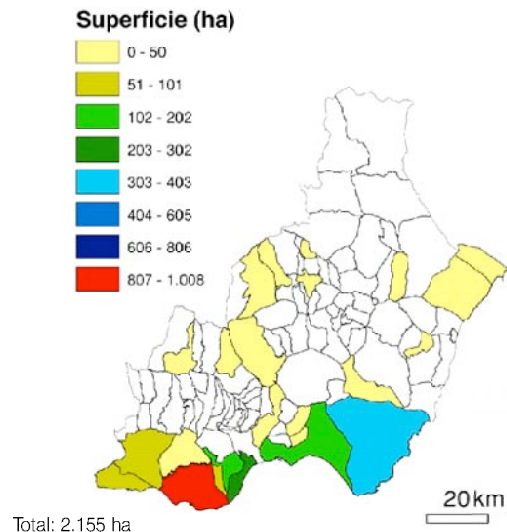 Superficie (ha)
0 - 50
51 - 101
102 - 202
203 - 302
303 - 403
404 - 605
606 - 806
807 - 1.008
20km
Total: 2.155 ha